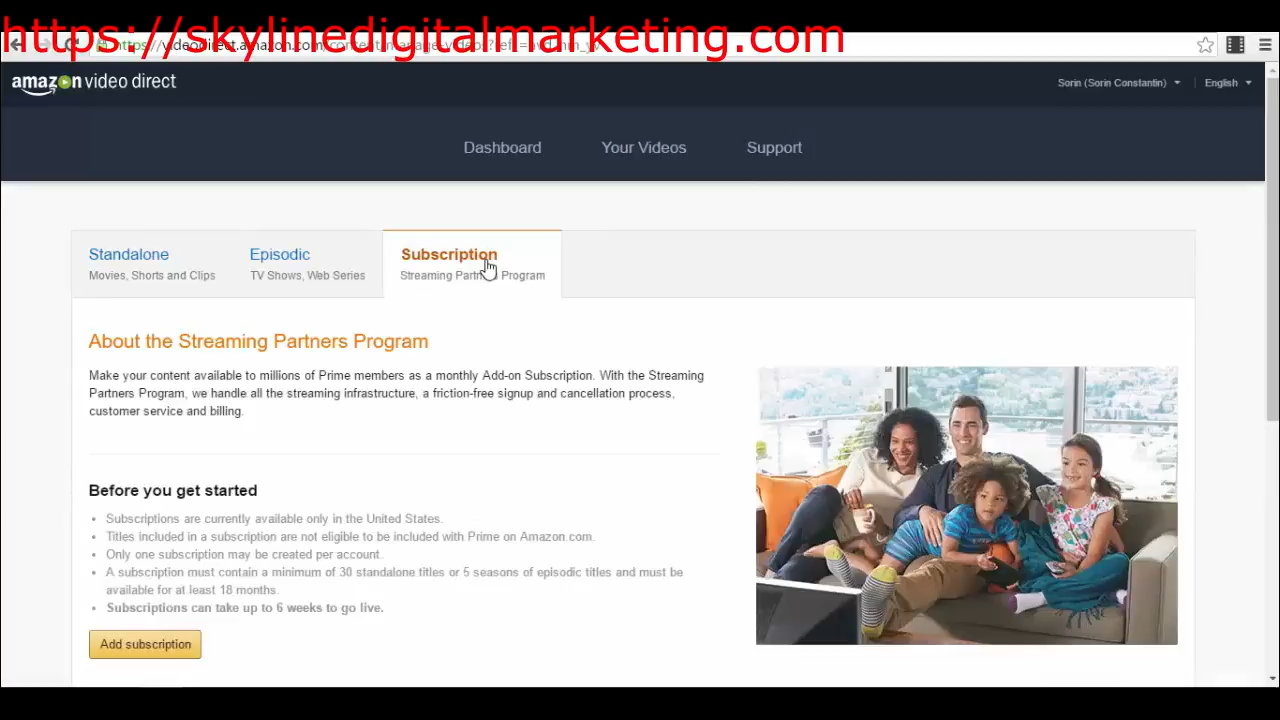 https://skylinedigitalmarketing.com
amazon video direct
Sorin (Sorin Constantin)
English
Dashboard
Your Videos
Support
Standalone
Episodic
Subscription
Movies, Shorts and Clips
TV Shows, Web Series
Streaming Program
About the Streaming Partners Program
Make your content available to millions of Prime members as a monthly Add-on Subscription. With the Streaming
Partners Program, we handle all the streaming infrastructure, a friction-free signup and cancellation process,
customer service and billing.
Before you get started
• Subscriptions are currently available only in the United States.
• Titles included in a subscription are not eligible to be included with Prime on Amazon.com.
• Only one subscription may be created per account.
• A subscription must contain a minimum of 30 standalone titles or 5 seasons of episodic titles and must be
available for at least 18 months.
• Subscriptions can take up to 6 weeks to go live.
Add subscription